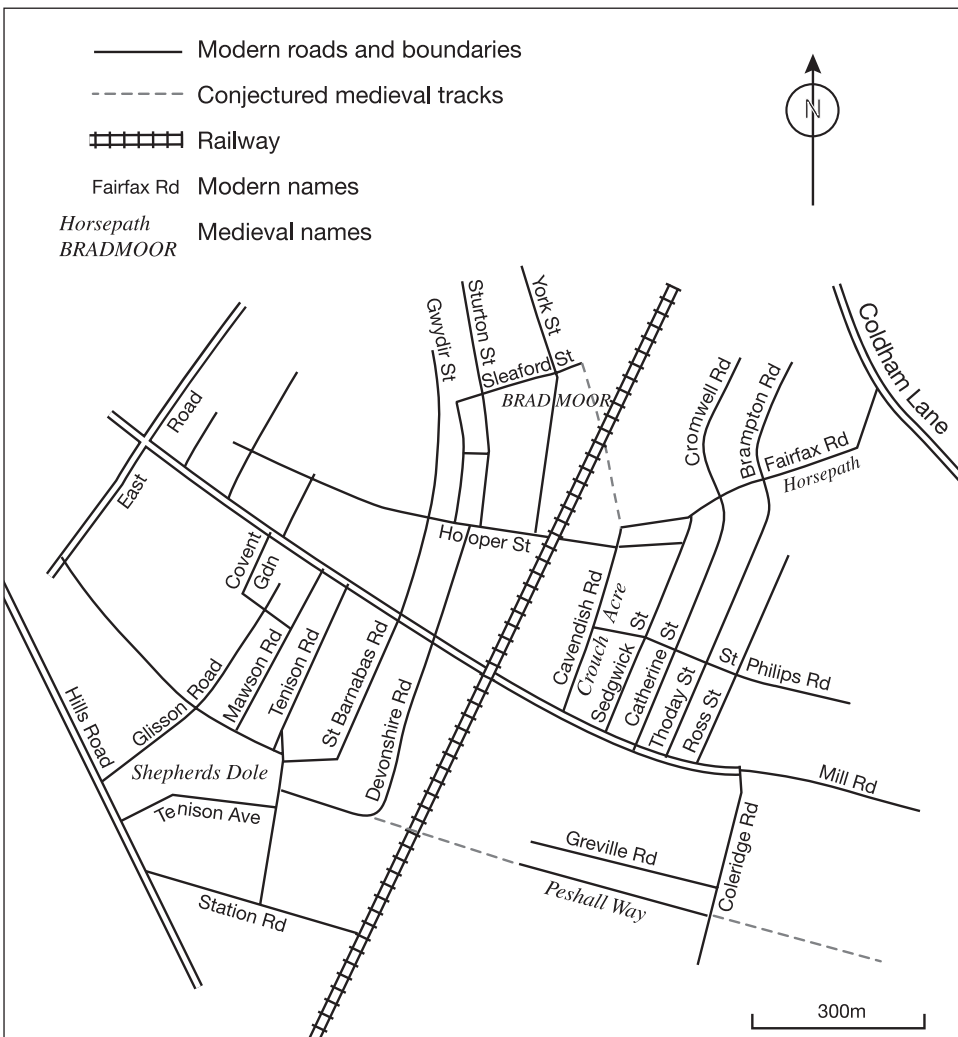 Modern roads and boundaries
Conjectured medieval tracks
Railway
Fairfax Rd Modern names
Horsepath
BRADMOOR
Medieval names
N
Coldham Lane
York St
Sturton St
Gwydir St
Sleaford St
BRADMOOR
Cromwell Rd
Brampton Rd
Fairfax Rd
Horsepath
East Road
Hooper St
Covent Gdn
Cavendish Rd
Crouch Acre
Sedgwick St
Catherine St
Thoday St
Ross St
St Philips Rd
Mawson Rd
Tenison Rd
Glisson Road
St Barnabas Rd
Devonshire Rd
Hills Road
Shepherds Dole
Tenison Ave
Mill Rd
Coleridge Rd
Greville Rd
Peshall Way
Station Rd
300m